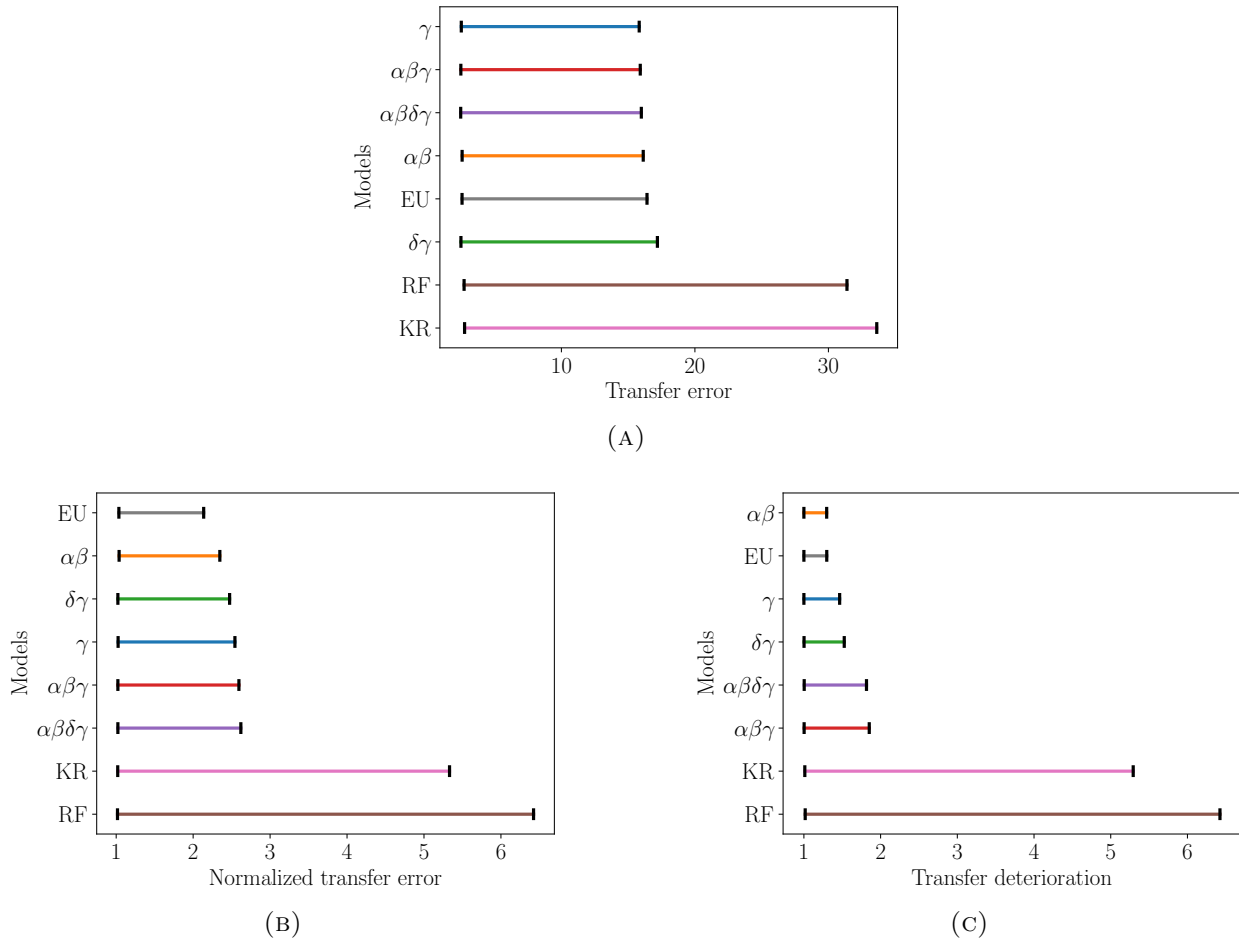 γ
αβγ
αβδγ
αβ
EU
δγ
RF
KR
Models
10 20 30
Transfer error
(A)
EU
αβ
δγ
γ
αβγ
αβδγ
KR
RF
Models
1 2 3 4 5 6
Normalized transfer error
(B)
αβ
EU
γ
δγ
αβδγ
αβγ
KR
RF
Models
1 2 3 4 5 6
Transfer deterioration
(C)